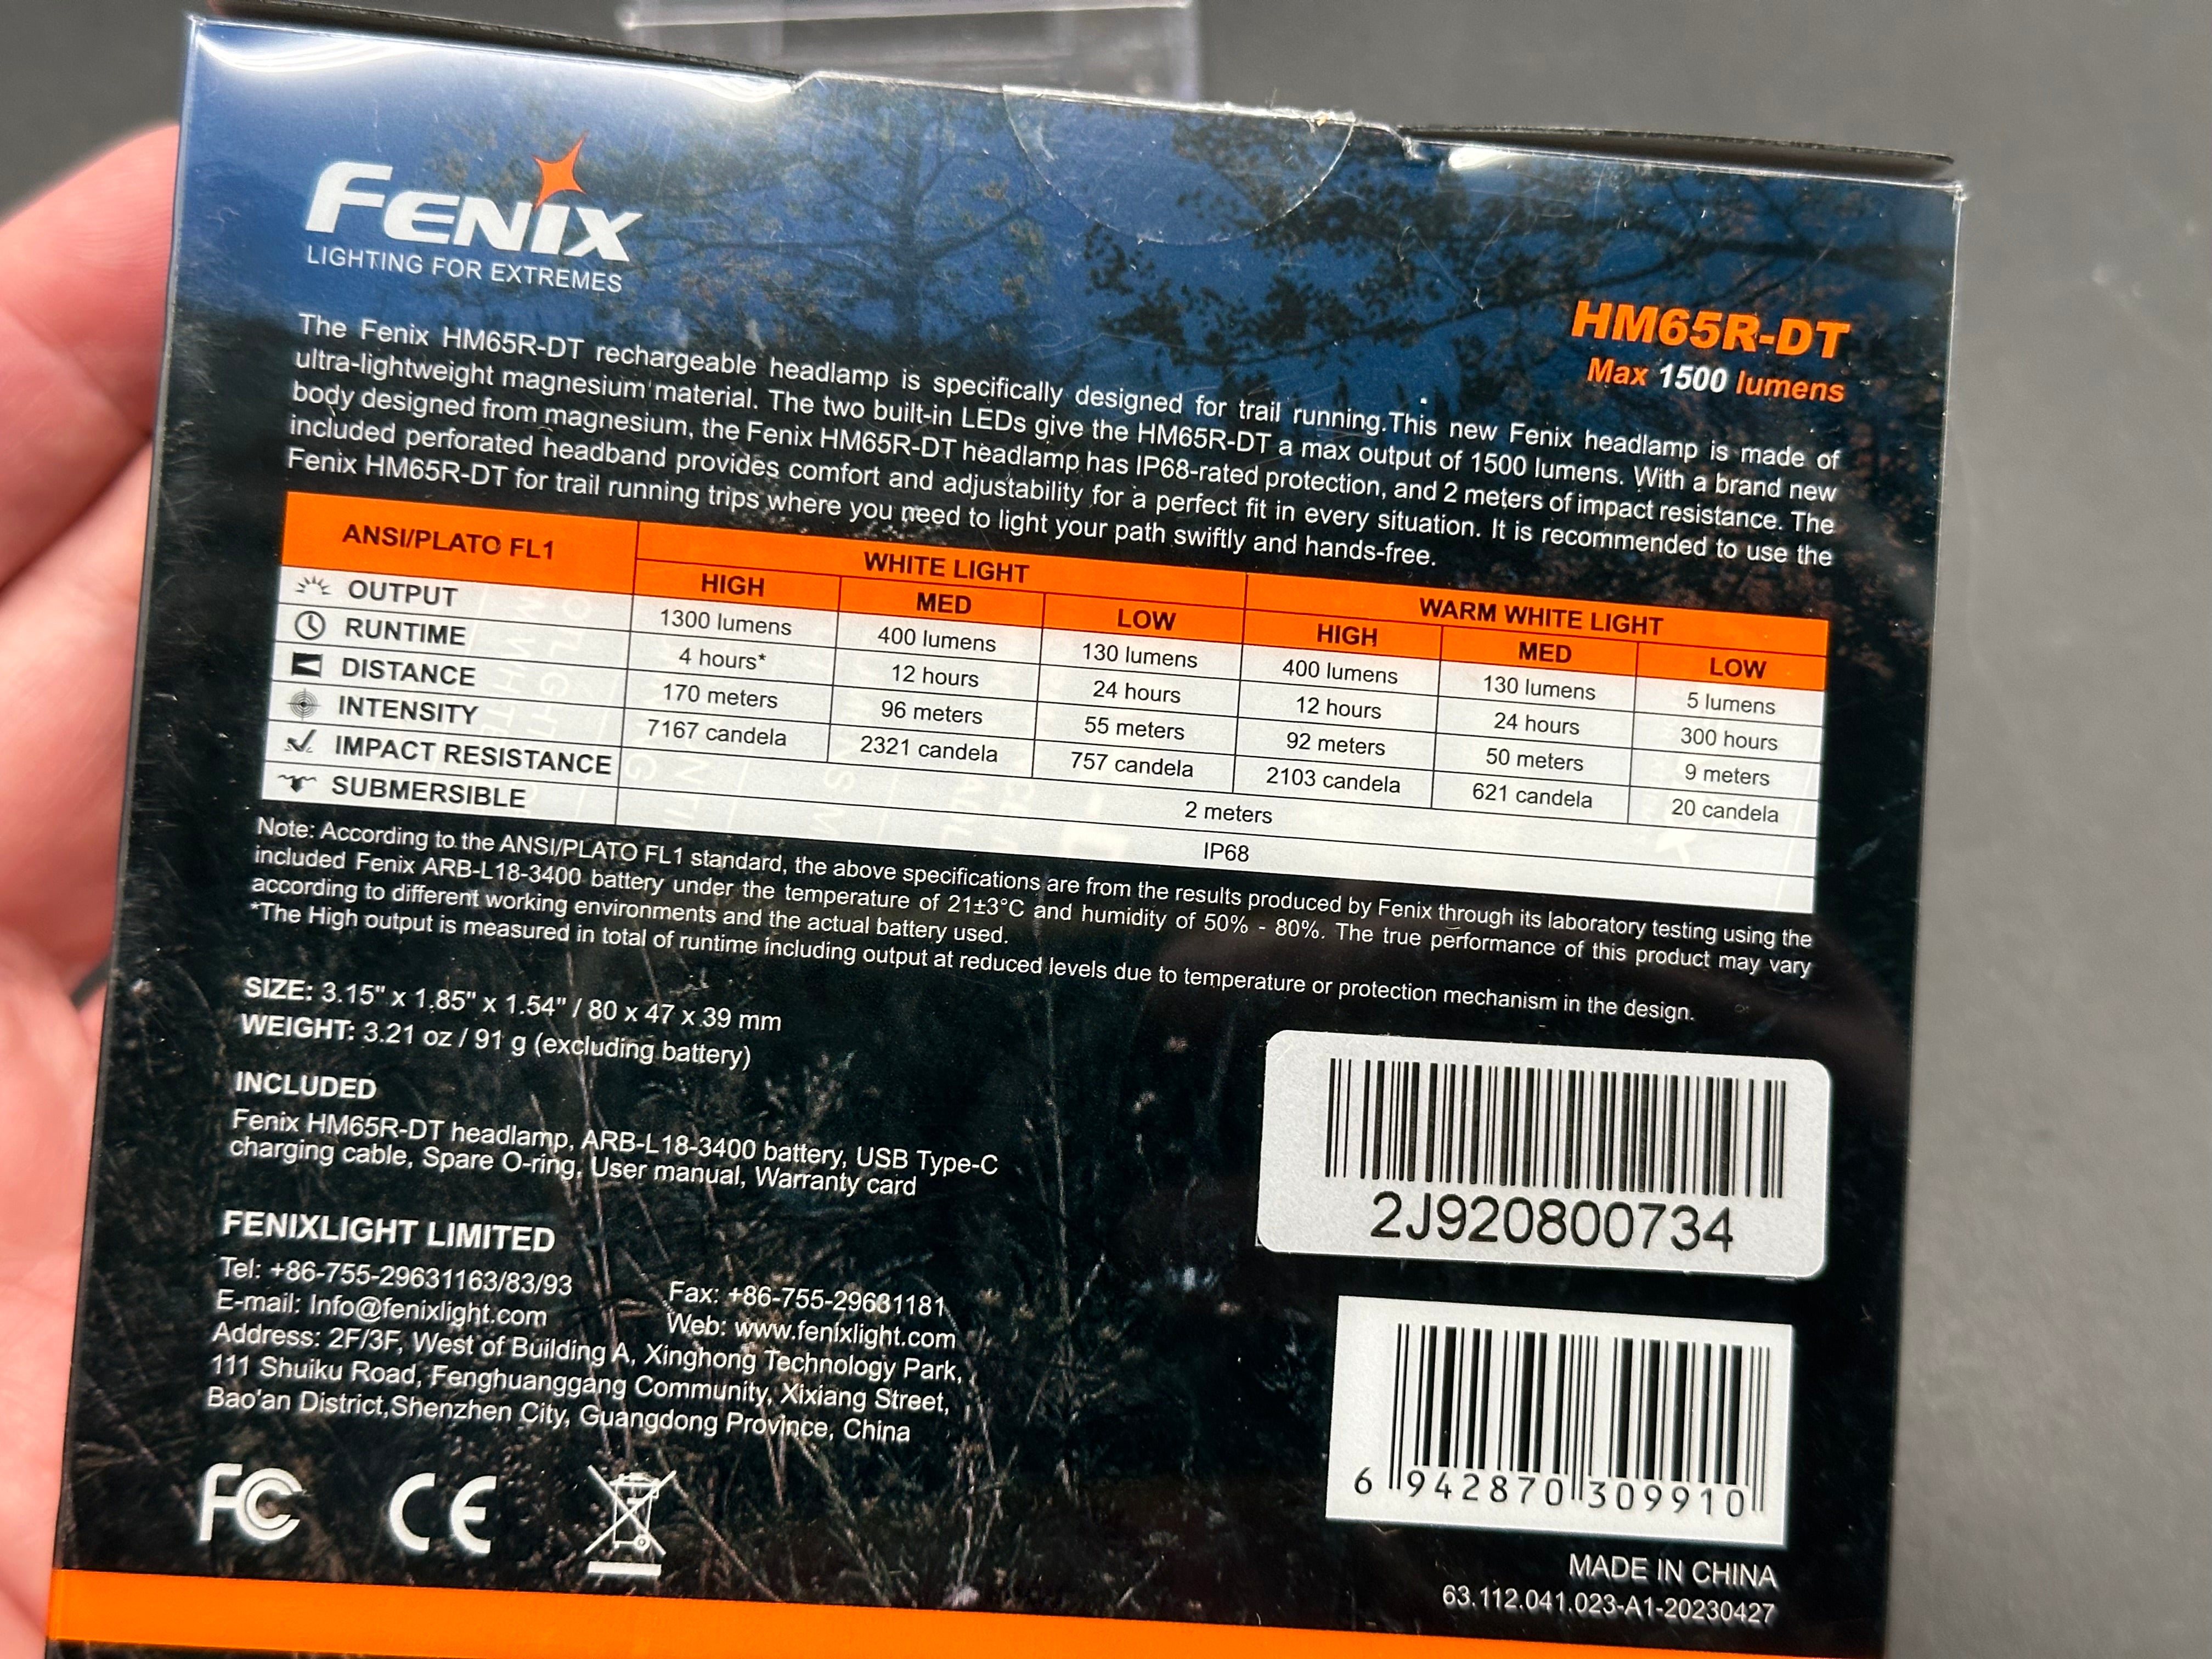 FENIX
LIGHTING FOR EXTREMES
HM65R-DT
Max 1500 lumens
The Fenix HM65R-DT rechargeable headlamp is specifically designed for trail running.This new Fenix headlamp is made of
ultra-lightweight magnesium material. The two built-in LEDs give the HM65R-DT a max output of 1500 lumens. With a brand new
body designed from magnesium, the Fenix HM65R-DT headlamp has IP68-rated protection, and 2 meters of impact resistance. The
included perforated headband provides comfort and adjustability for a perfect fit in every situation. It is recommended to use the
Fenix HM65R-DT for trail running trips where you need to light your path swiftly and hands-free.
ANSI/PLATO FL1 WHITE LIGHT WARM WHITE LIGHT
HIGH MED LOW HIGH MED LOW
OUTPUT 1300 lumens 400 lumens 130 lumens 400 lumens 130 lumens 5 lumens
RUNTIME 4 hours* 12 hours 24 hours 12 hours 24 hours 300 hours
DISTANCE 170 meters 96 meters 55 meters 92 meters 50 meters 9 meters
INTENSITY 7167 candela 2321 candela 757 candela 2103 candela 621 candela 20 candela
IMPACT RESISTANCE 2 meters
SUBMERSIBLE IP68
Note: According to the ANSI/PLATO FL1 standard, the above specifications are from the results produced by Fenix through its laboratory testing using the
included Fenix ARB-L18-3400 battery under the temperature of 21±3°C and humidity of 50% - 80%. The true performance of this product may vary
according to different working environments and the actual battery used.
*The High output is measured in total of runtime including output at reduced levels due to temperature or protection mechanism in the design.
SIZE: 3.15" x 1.85" x 1.54" / 80 x 47 x 39 mm
WEIGHT: 3.21 oz / 91 g (excluding battery)
INCLUDED
Fenix HM65R-DT headlamp, ARB-L18-3400 battery, USB Type-C
charging cable, Spare O-ring, User manual, Warranty card
2J920800734
FENIXLIGHT LIMITED
Tel: +86-755-29631163/83/93 Fax: +86-755-29631181
E-mail: Info@fenixlight.com Web: www.fenixlight.com
Address: 2F/3F, West of Building A, Xinghong Technology Park,
111 Shuiku Road, Fenghuanggang Community, Xixiang Street,
Bao'an District,Shenzhen City, Guangdong Province, China
6 942870 309910
FC CE
MADE IN CHINA
63.112.041.023-A1-20230427